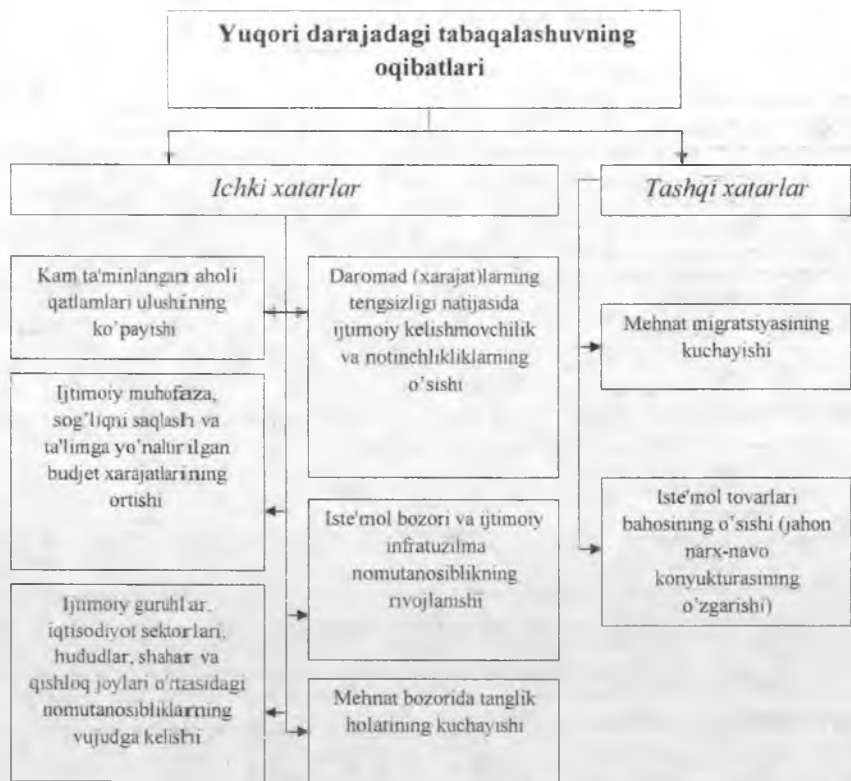 Yuqori darajadagi tabaqalashuvning
oqibatlari
Ichki xatarlar
Tashqi xatarlar
Kam ta'minlangan aholi
qatlamlari ulushining
ko'payishi
Daromad (xarajat)larning
tengsizligi natijasida
ijtimoiy kelishmovchilik
va notinchlikliklarning
o'sishi
Mehnat migratsiyasining
kuchayishi
Ijtimoiy muhofaza,
sog'liqni saqlash va
ta'limga yo'naltirilgan
budjet xarajatlarining
ortishi
Iste'mol bozori va ijtimoiy
infratuzilma
nomutanosiblikning
rivojlanishi
Iste'mol tovarlari
bahosining o'sishi (jahon
narx-navo
konyukturasining
o'zgarishi)
Ijtimoiy guruhlar,
iqtisodiyot sektorlari,
hududlar, shahar va
qishloq joylari o'rtasidagi
nomutanosibliklarning
vujudga kelishi
Mehnat bozorida tanglik
holatining kuchayishi